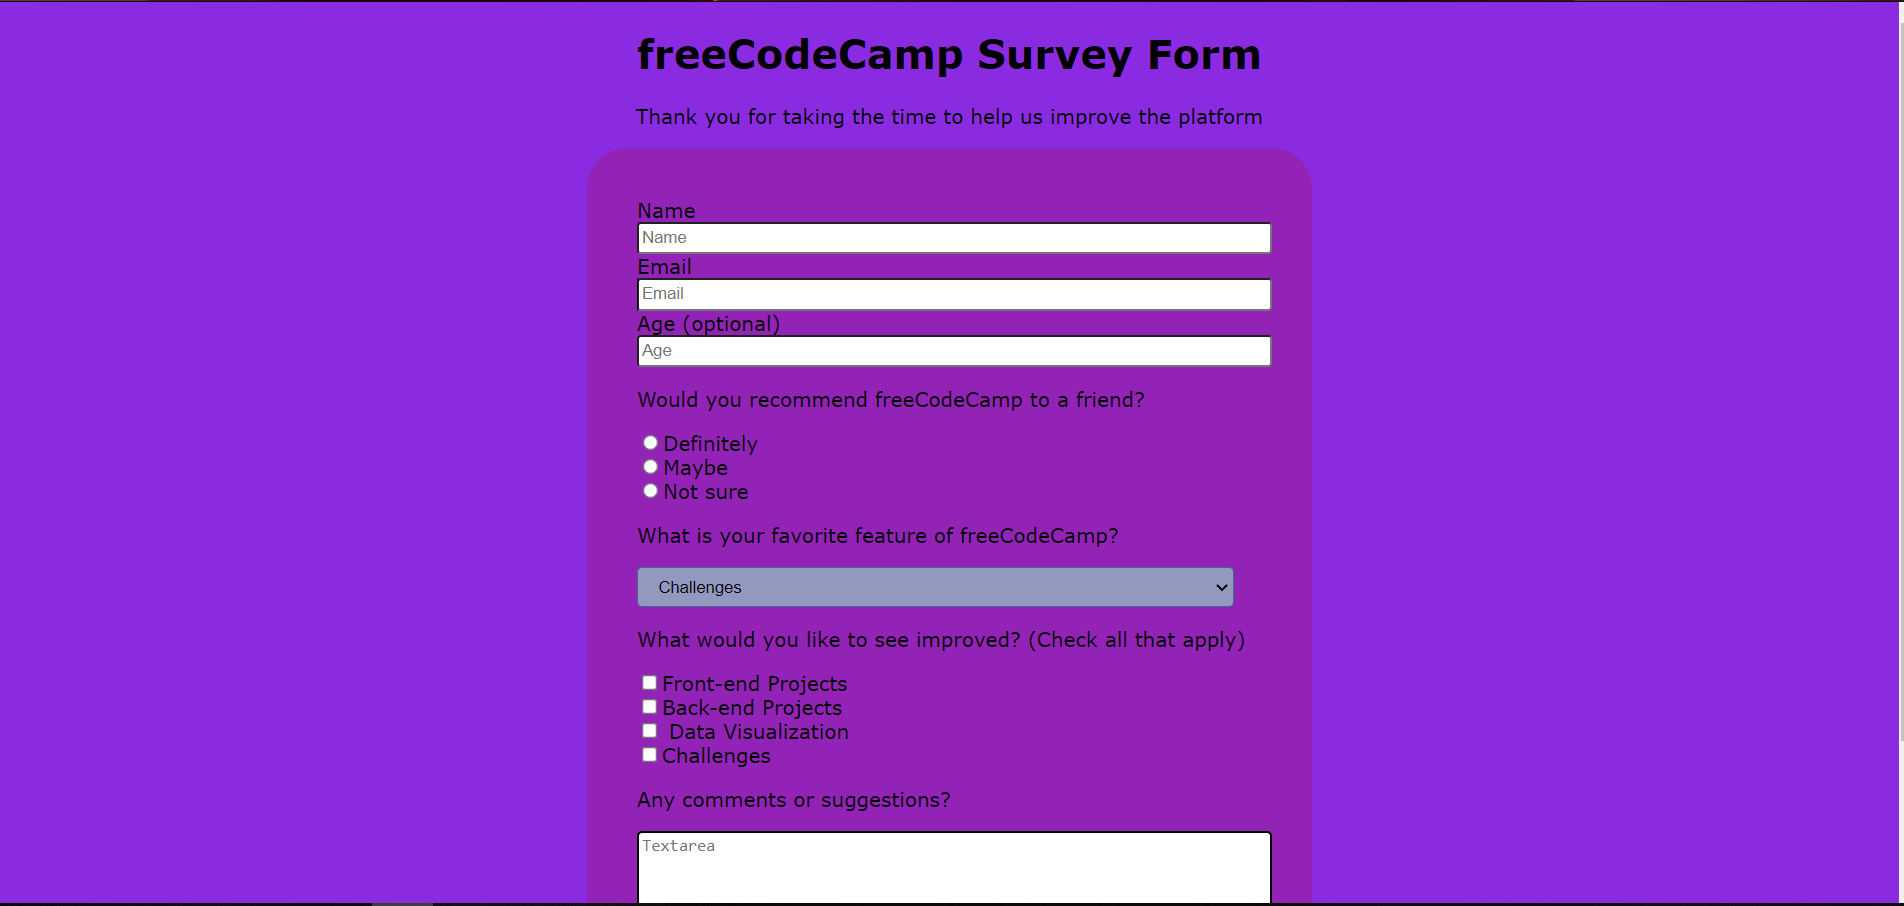 freeCodeCamp Survey Form
Thank you for taking the time to help us improve the platform
Name
Name
Email
Email
Age (optional)
Age
Would you recommend freeCodeCamp to a friend?
Definitely
Maybe
Not sure
What is your favorite feature of freeCodeCamp?
Challenges
What would you like to see improved? (Check all that apply)
Front-end Projects
Back-end Projects
Data Visualization
Challenges
Any comments or suggestions?
Textarea